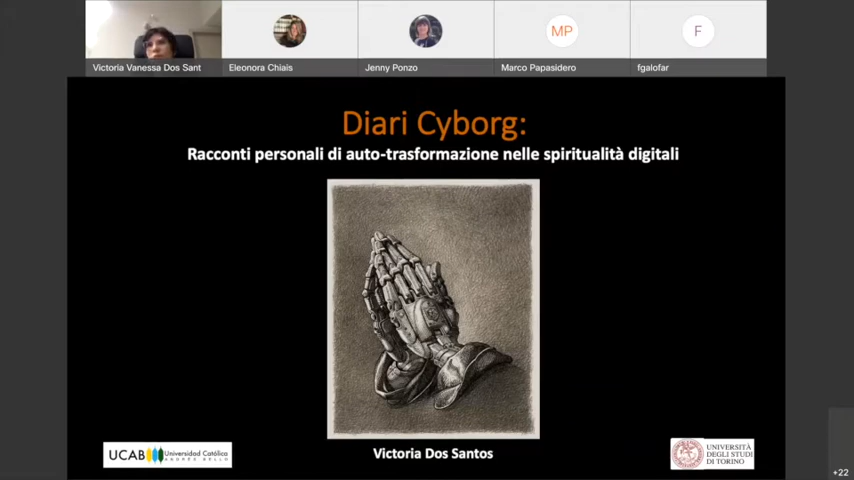 MP
F
Victoria Vanessa Dos Sant
Eleonora Chiais
Jenny Ponzo
Marco Papasidero
fgalofar
Diari Cyborg:
Racconti personali di auto-trasformazione nelle spiritualità digitali
Victoria Dos Santos
UCAB Universidad Católica
ANDRÉS BELLO
UNIVERSITÀ
DEGLI STUDI
DI TORINO
+22